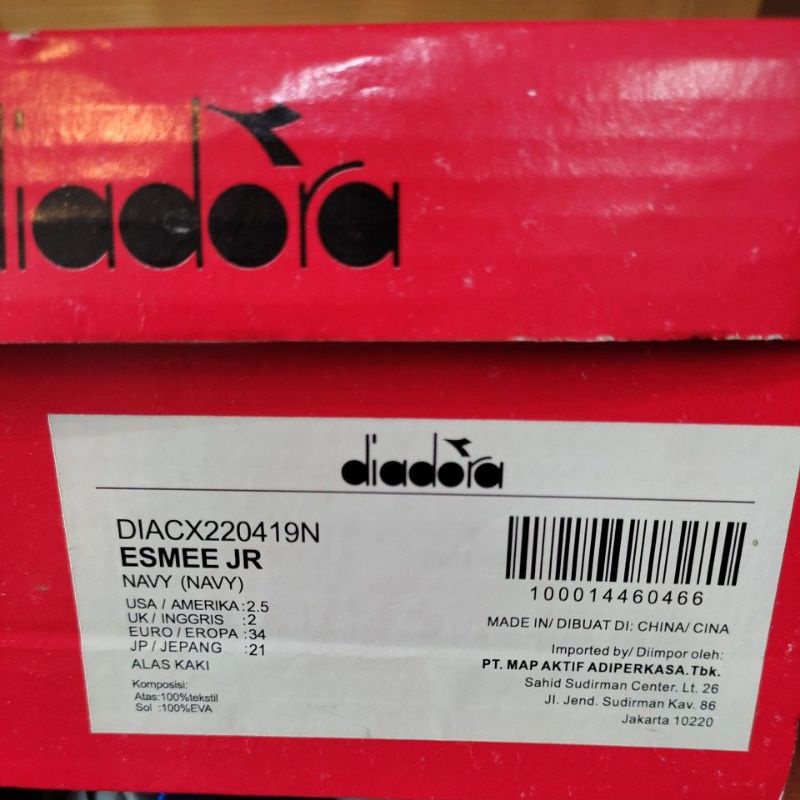 diadora
diadora
DIACX220419N
ESMEE JR
NAVY (NAVY)
USA / AMERIKA :2.5
UK / INGGRIS :2
EURO / EROPA :34
JP / JEPANG :21
ALAS KAKI
Komposisi:
Atas:100%tekstil
Sol :100%EVA
100014460466
MADE IN/ DIBUAT DI: CHINA/ CINA
Imported by/ Diimpor oleh:
PT. MAP AKTIF ADIPERKASA.Tbk.
Sahid Sudirman Center. Lt. 26
Jl. Jend. Sudirman Kav. 86
Jakarta 10220